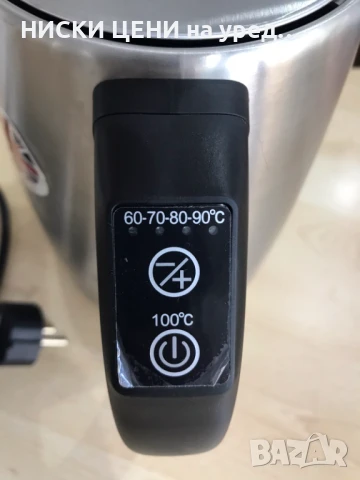 НИСКИ ЦЕНИ на уред...
60-70-80-90°C
-/+
100°C
BAZAR